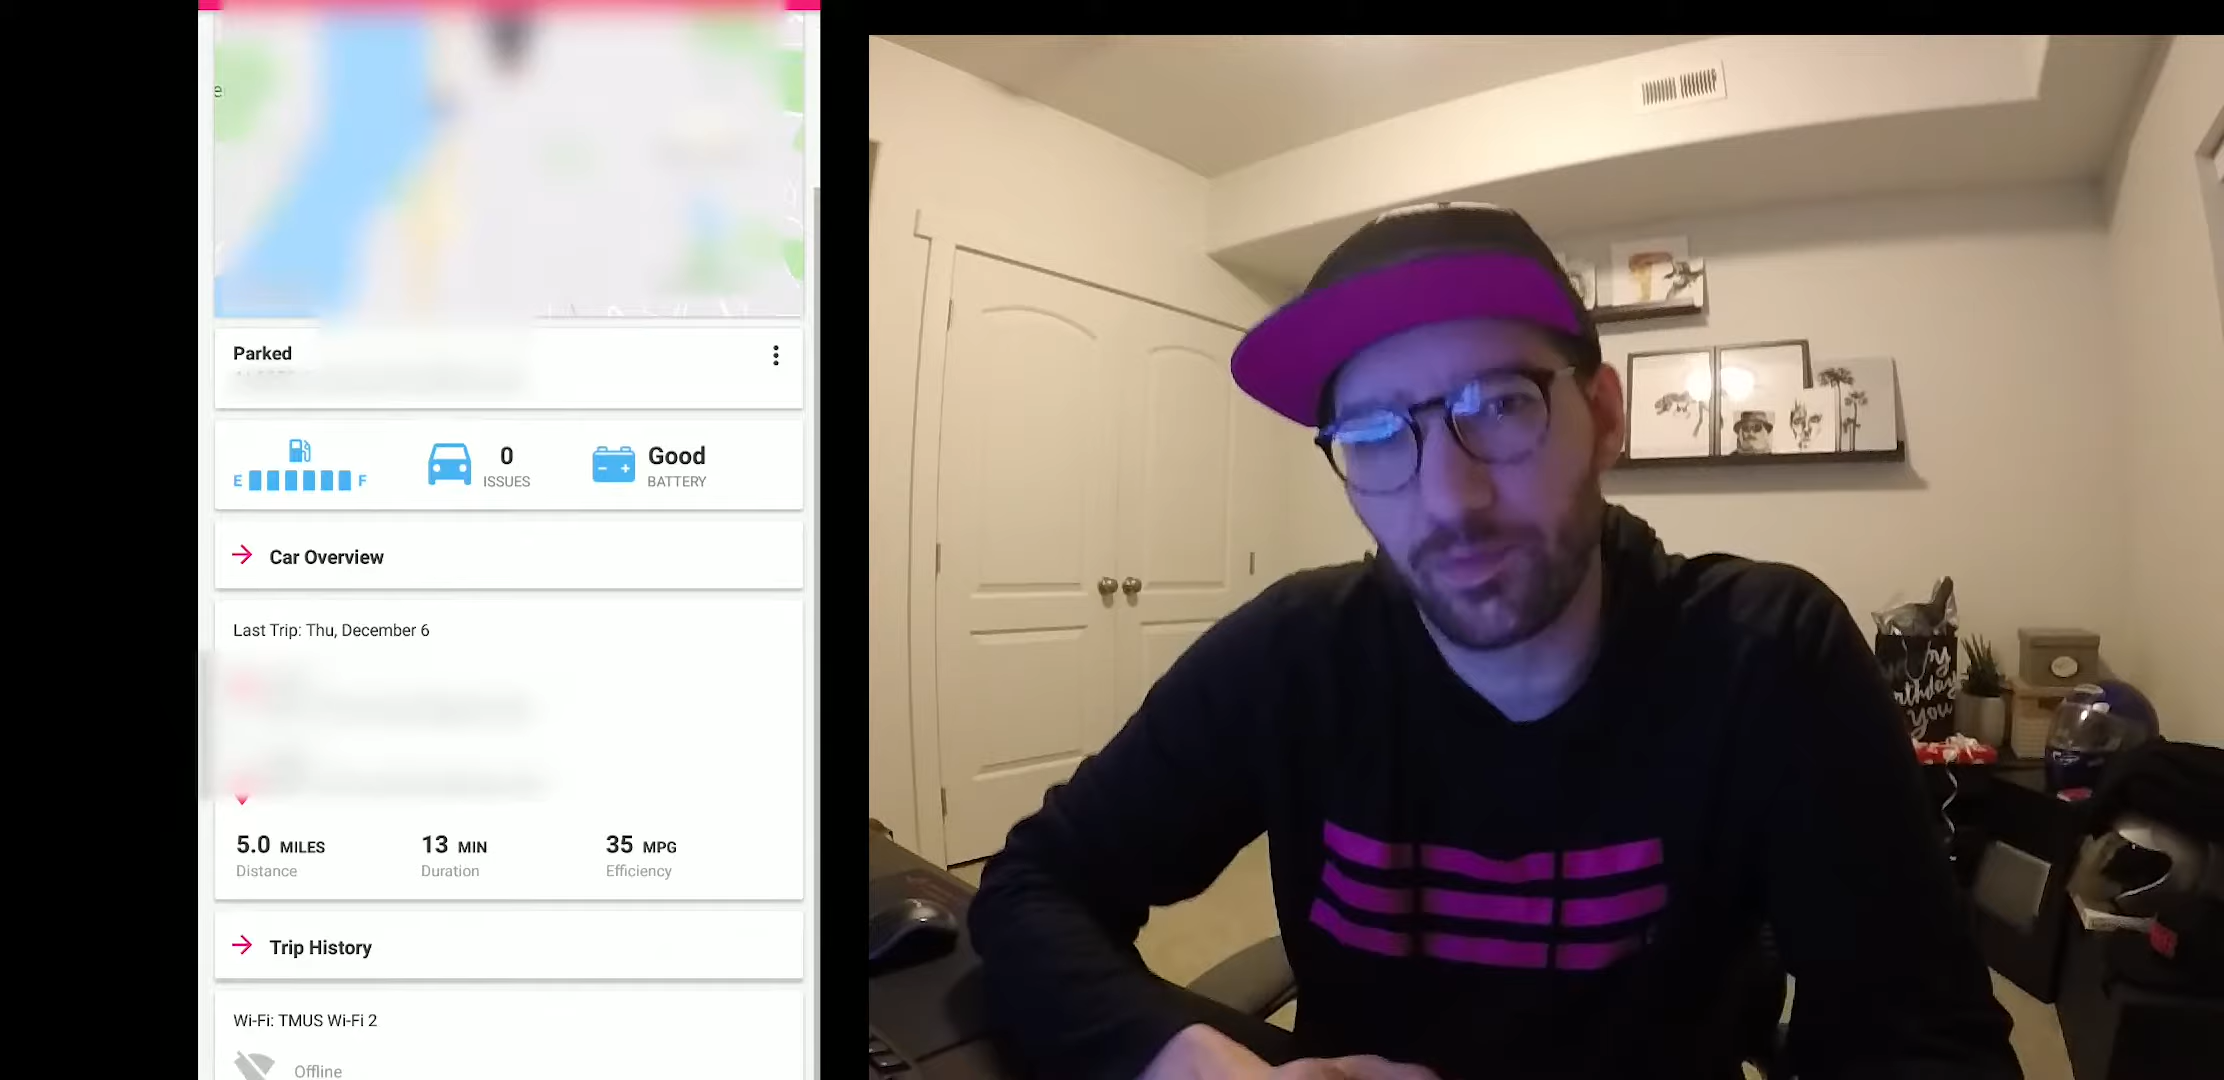 Parked
E F
0
ISSUES
Good
BATTERY
Car Overview
Last Trip: Thu, December 6
5.0 MILES
Distance
13 MIN
Duration
35 MPG
Efficiency
Trip History
Wi-Fi: TMUS Wi-Fi 2
Offline
you